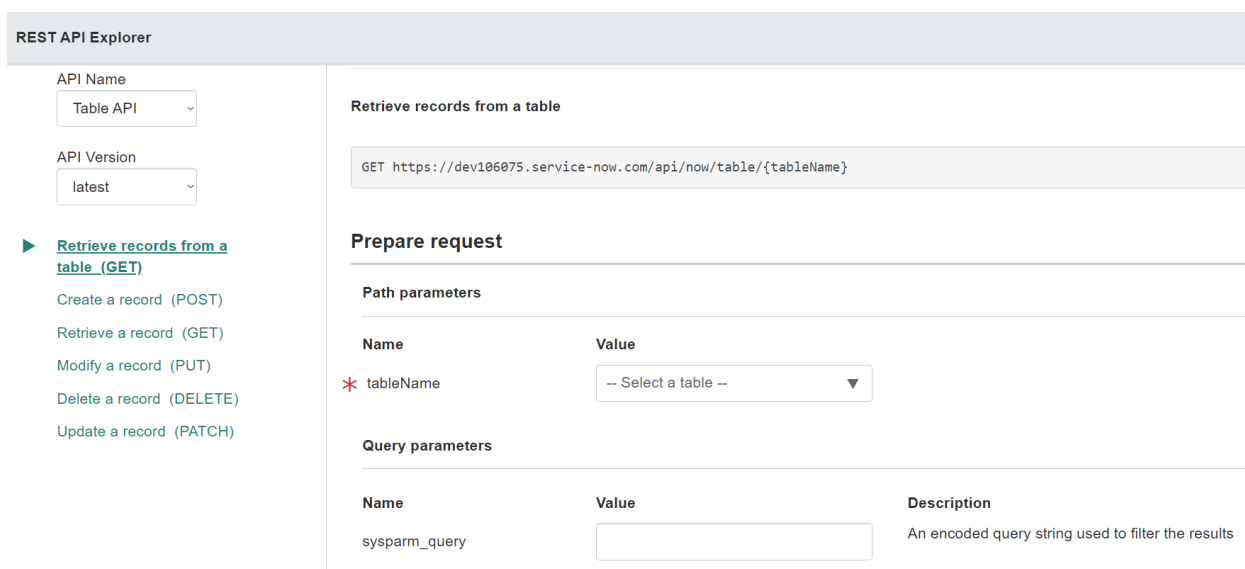 REST API Explorer
API Name
Table API
API Version
latest
Retrieve records from a
table (GET)
Create a record (POST)
Retrieve a record (GET)
Modify a record (PUT)
Delete a record (DELETE)
Update a record (PATCH)
Retrieve records from a table
GET https://dev106075.service-now.com/api/now/table/{tableName}
Prepare request
Path parameters
Name Value
* tableName -- Select a table --
Query parameters
Name Value Description
sysparm_query An encoded query string used to filter the results